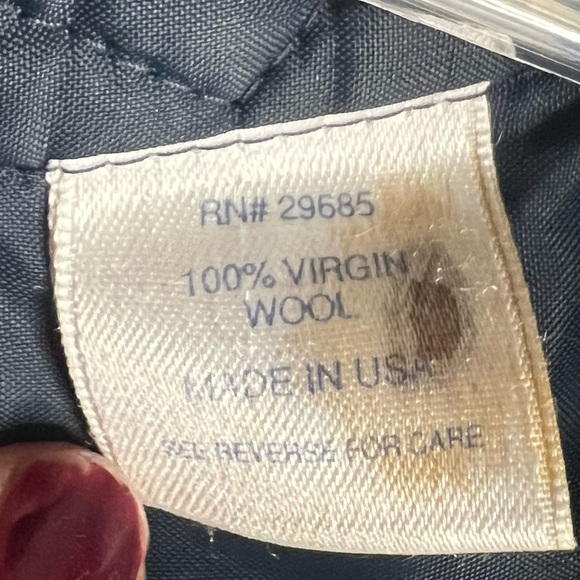 RN# 29685
100% VIRGIN
WOOL
MADE IN USA
SEE REVERSE FOR CARE